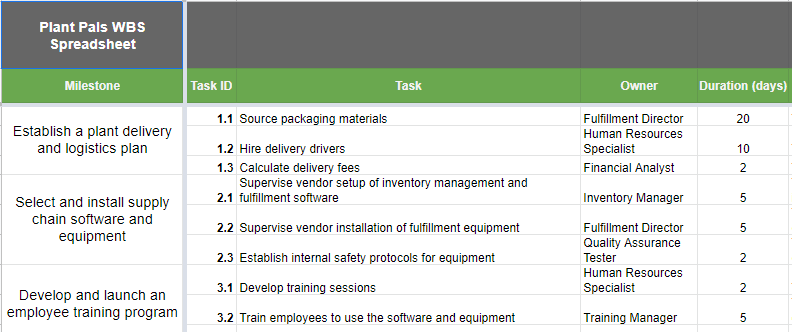 Plant Pals WBS
Spreadsheet
Milestone Task ID Task Owner Duration (days)
Establish a plant delivery
and logistics plan
1.1 Source packaging materials Fulfillment Director 20
1.2 Hire delivery drivers Human Resources
Specialist 10
1.3 Calculate delivery fees Financial Analyst 2
Select and install supply
chain software and
equipment
2.1 Supervise vendor setup of inventory management and
fulfillment software Inventory Manager 5
2.2 Supervise vendor installation of fulfillment equipment Fulfillment Director 5
2.3 Establish internal safety protocols for equipment Quality Assurance
Tester 2
Develop and launch an
employee training program
3.1 Develop training sessions Human Resources
Specialist 2
3.2 Train employees to use the software and equipment Training Manager 5